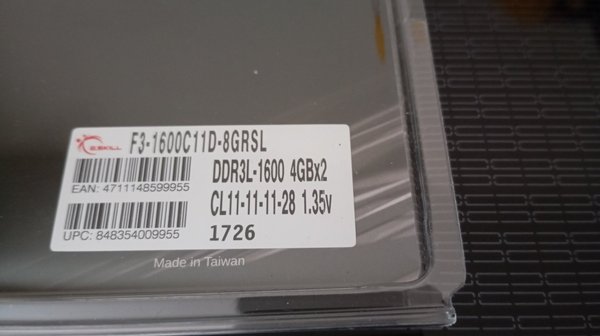 G.SKILL F3-1600C11D-8GRSL
DDR3L-1600 4GBx2
EAN: 4711148599955
CL11-11-11-28 1.35v
UPC: 848354009955
1726
Made in Taiwan